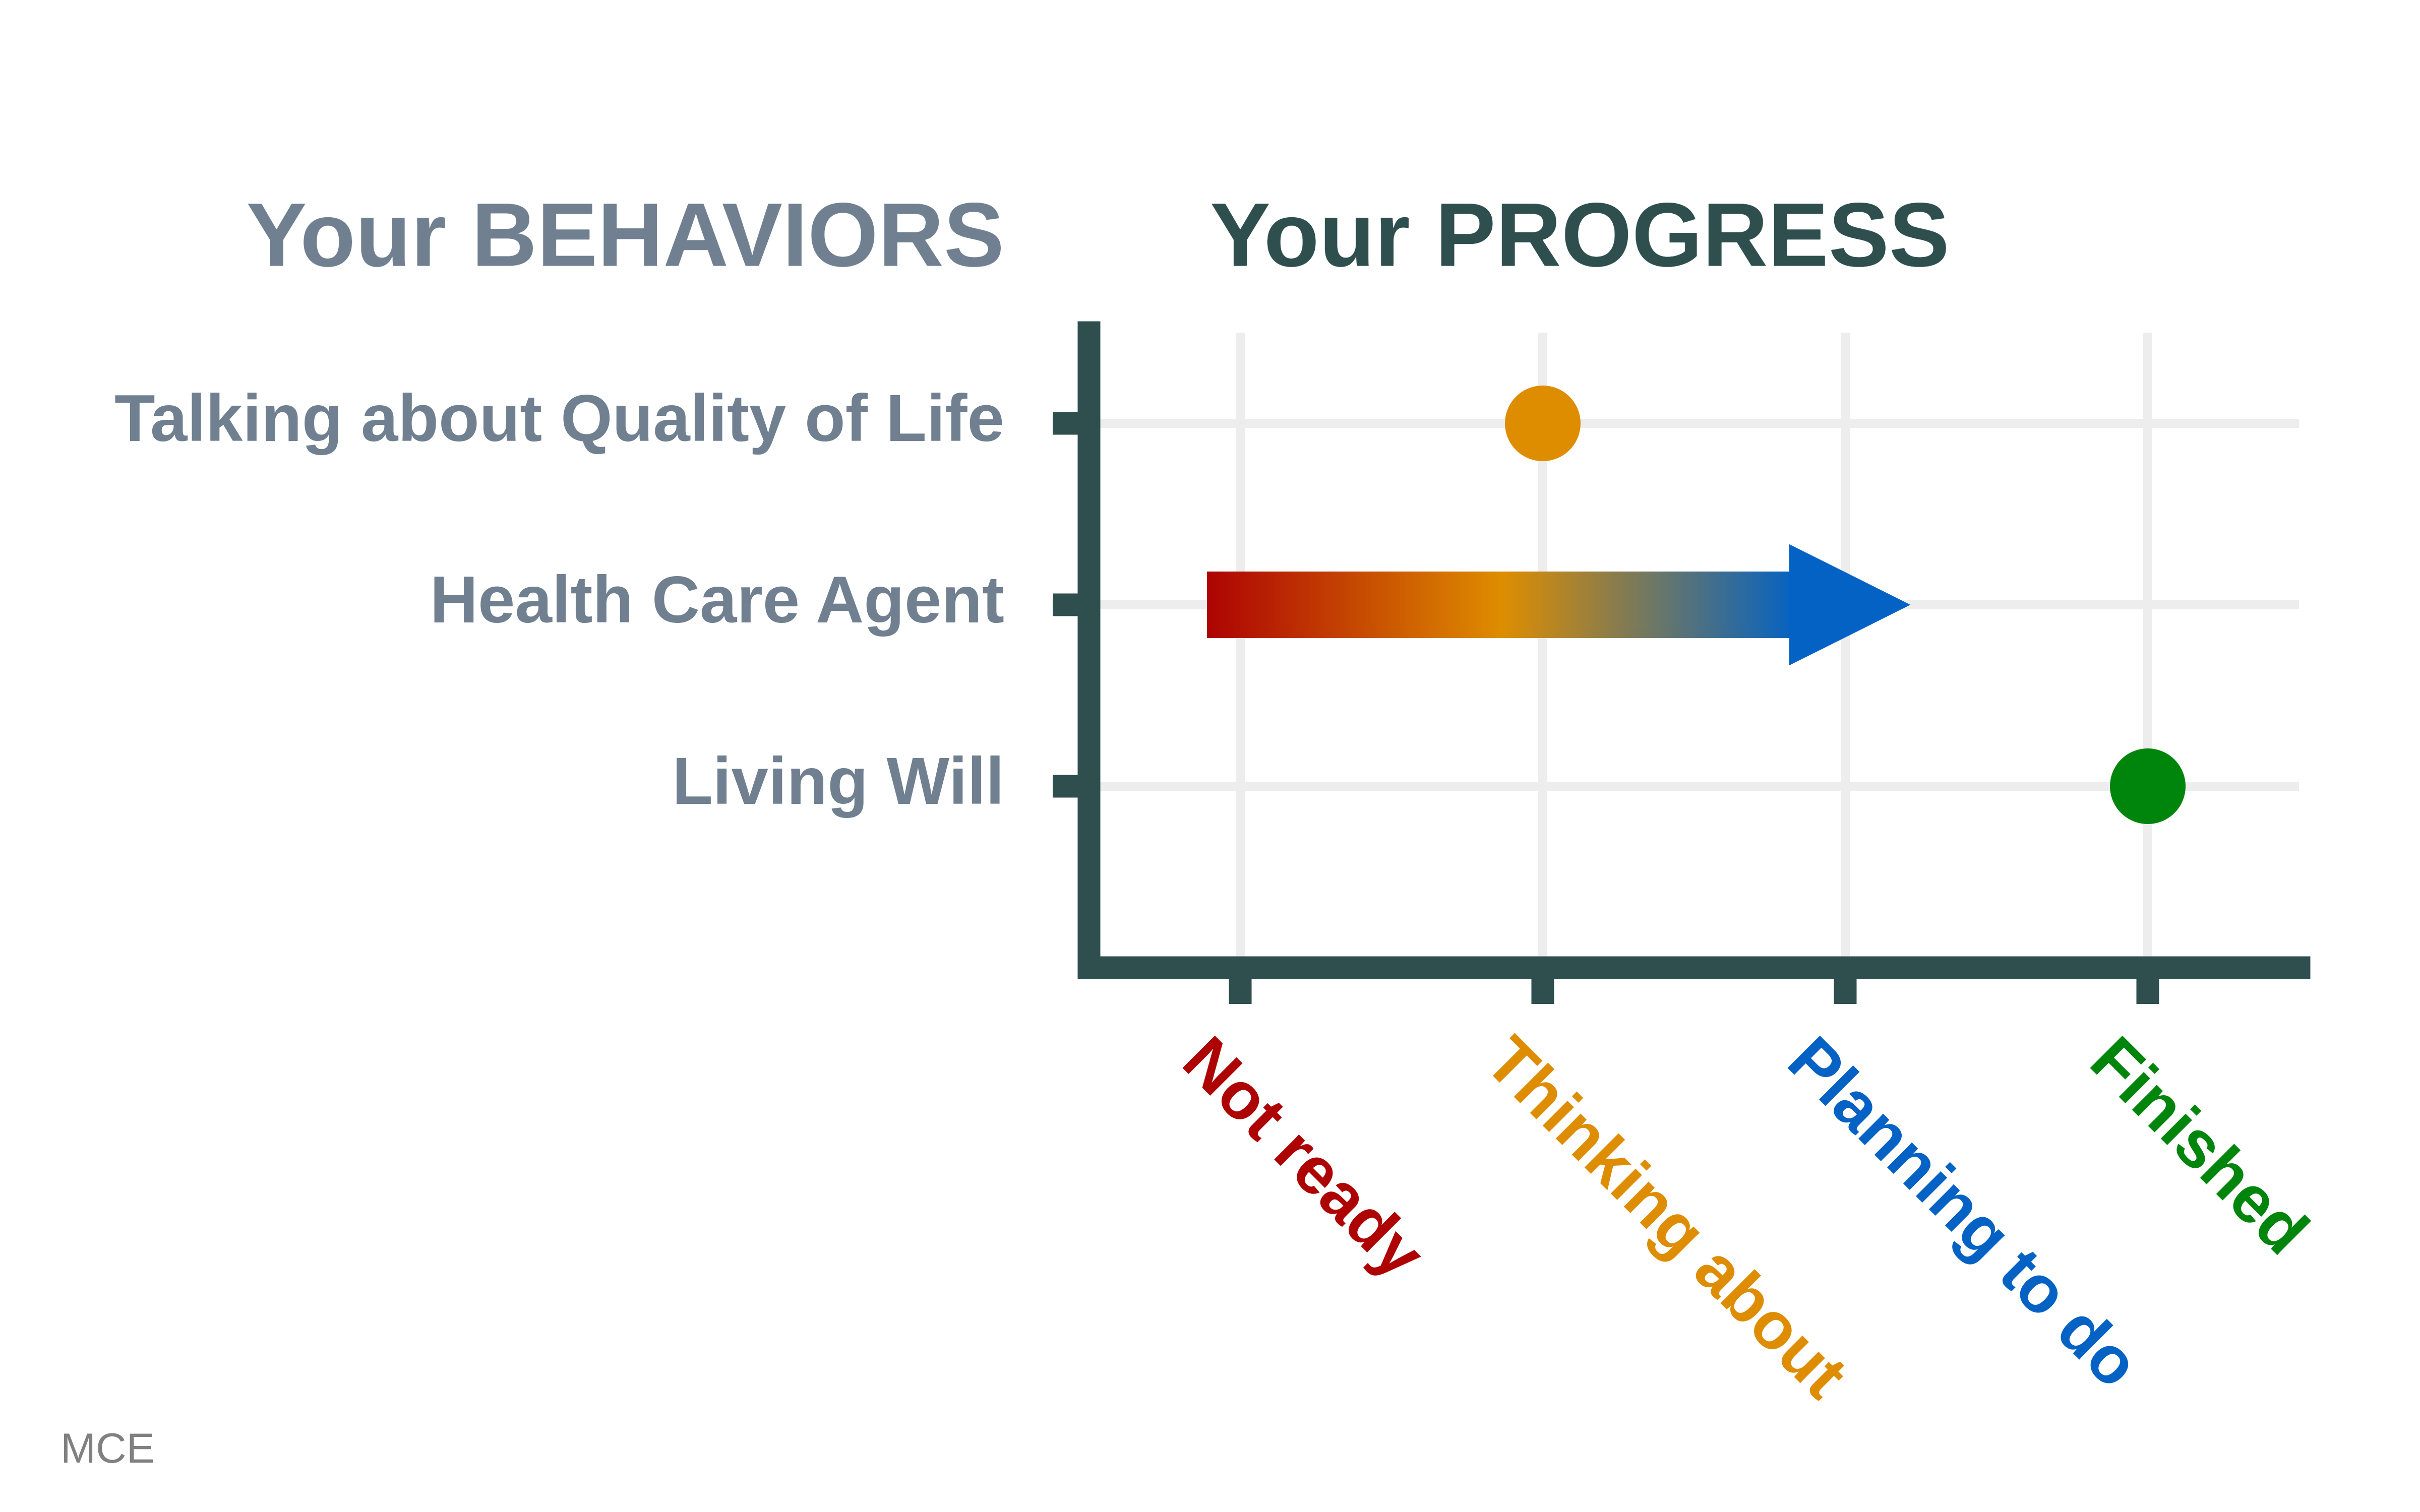 Your BEHAVIORS
Your PROGRESS
Talking about Quality of Life
Health Care Agent
Living Will
Not ready
Thinking about
Planning to do
Finished
MCE